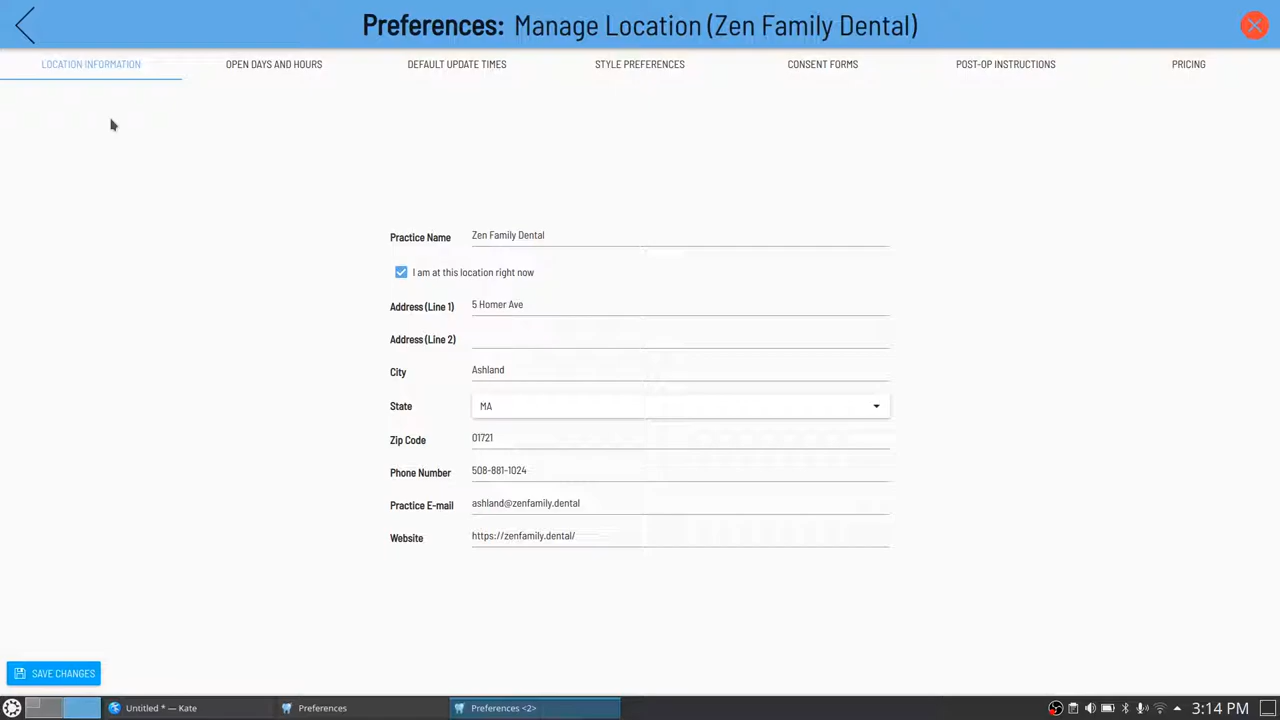 Preferences: Manage Location (Zen Family Dental)
LOCATION INFORMATION OPEN DAYS AND HOURS DEFAULT UPDATE TIMES STYLE PREFERENCES CONSENT FORMS POST-OP INSTRUCTIONS PRICING
Practice Name Zen Family Dental
I am at this location right now
Address (Line 1) 5 Homer Ave
Address (Line 2)
City Ashland
State MA
Zip Code 01721
Phone Number 508-881-1024
Practice E-mail ashland@zenfamily.dental
Website https://zenfamily.dental/
SAVE CHANGES
Untitled * — Kate Preferences Preferences <2> 3:14 PM